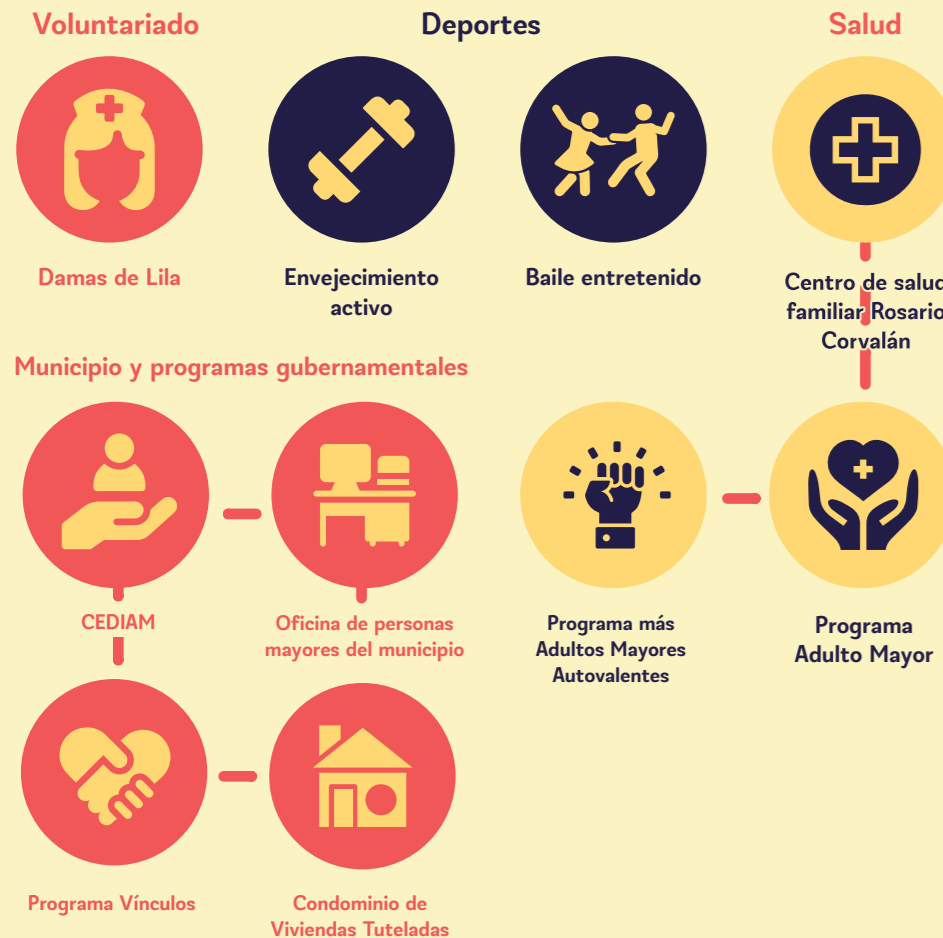 Voluntariado
Deportes
Salud
Damas de Lila
Envejecimiento
activo
Baile entretenido
Centro de salud
familiar Rosario
Corvalán
Municipio y programas gubernamentales
CEDIAM
Oficina de personas
mayores del municipio
Programa más
Adultos Mayores
Autovalentes
Programa
Adulto Mayor
Programa Vínculos
Condominio de
Viviendas Tuteladas